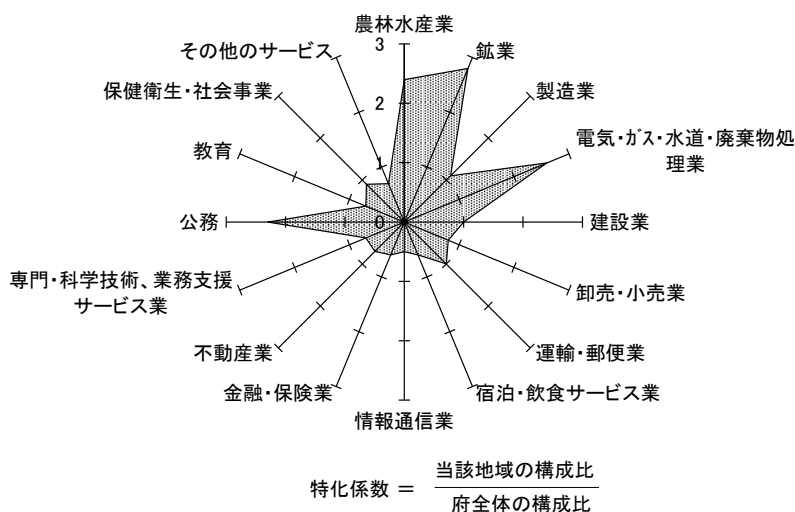 農林水産業
鉱業
製造業
電気・ガス・水道・廃棄物処
理業
建設業
卸売・小売業
運輸・郵便業
宿泊・飲食サービス業
情報通信業
金融・保険業
不動産業
専門・科学技術、業務支援
サービス業
公務
教育
保健衛生・社会事業
その他のサービス
3
2
1
0
特化係数 = 当該地域の構成比
府全体の構成比